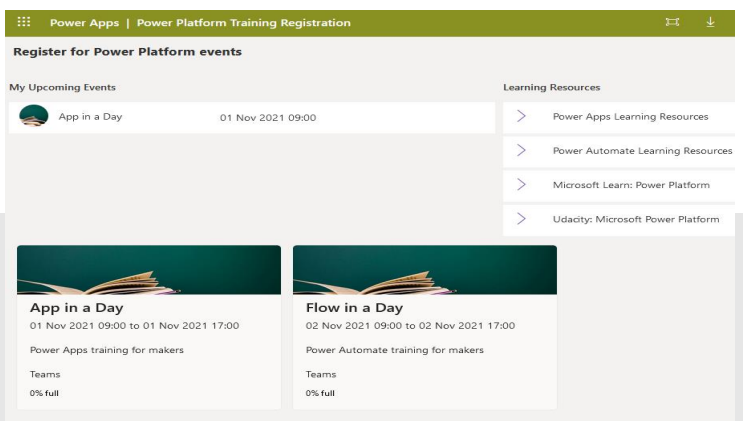 Power Apps | Power Platform Training Registration
Register for Power Platform events
My Upcoming Events
App in a Day 01 Nov 2021 09:00
Learning Resources
Power Apps Learning Resources
Power Automate Learning Resources
Microsoft Learn: Power Platform
Udacity: Microsoft Power Platform
App in a Day
01 Nov 2021 09:00 to 01 Nov 2021 17:00
Power Apps training for makers
Teams
0% full
Flow in a Day
02 Nov 2021 09:00 to 02 Nov 2021 17:00
Power Automate training for makers
Teams
0% full